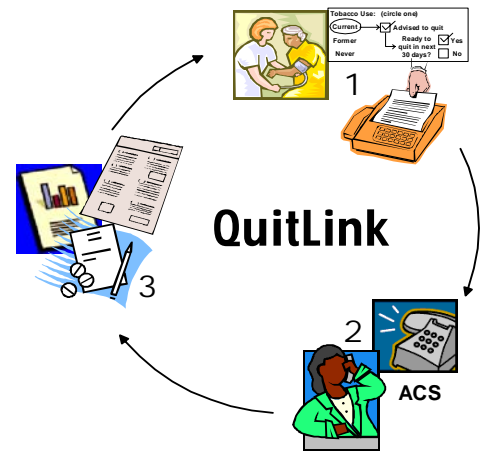 Tobacco Use: (circle one)
Current Advised to quit
Former Ready to Yes
quit in next
Never 30 days? No
1
QuitLink
3
2
ACS